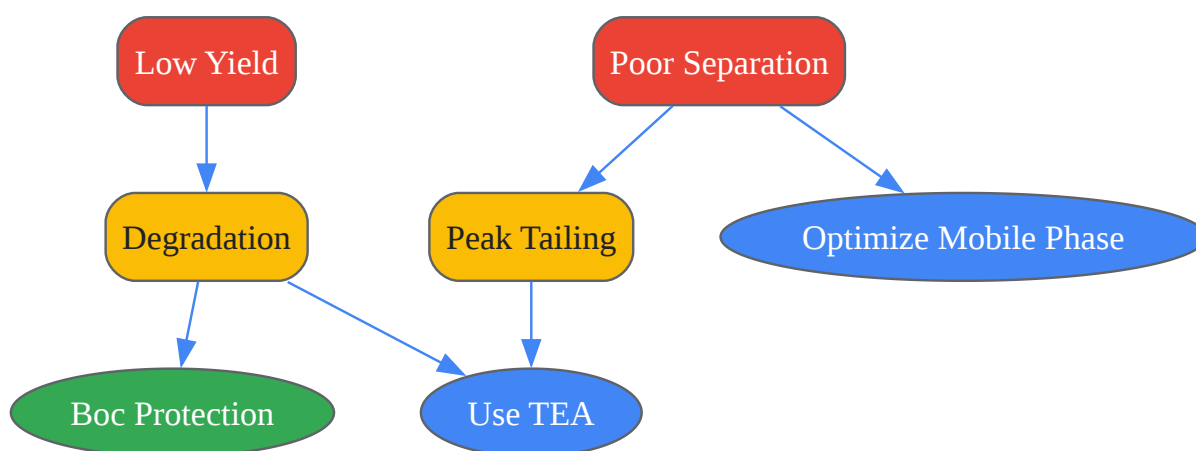 Low Yield
Poor Separation
Degradation
Peak Tailing
Optimize Mobile Phase
Boc Protection
Use TEA